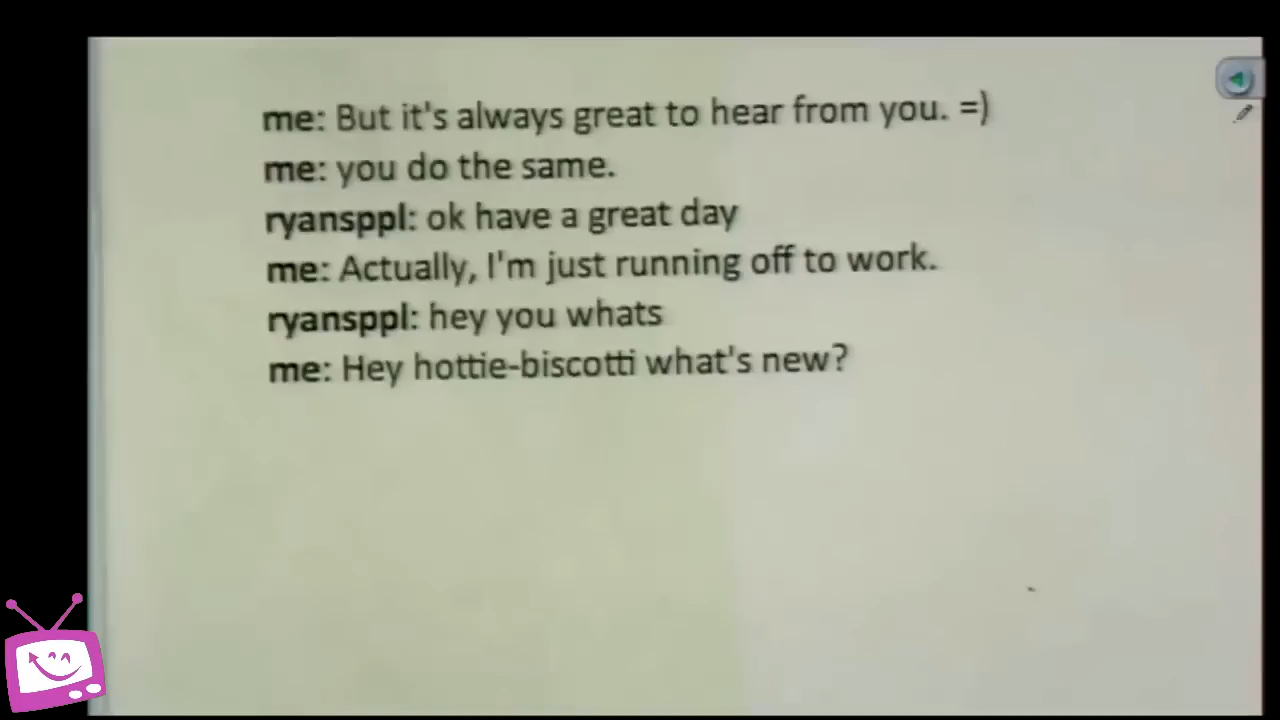 me: But it's always great to hear from you. =)
me: you do the same.
ryansppl: ok have a great day
me: Actually, I'm just running off to work.
ryansppl: hey you whats
me: Hey hottie-biscotti what's new?